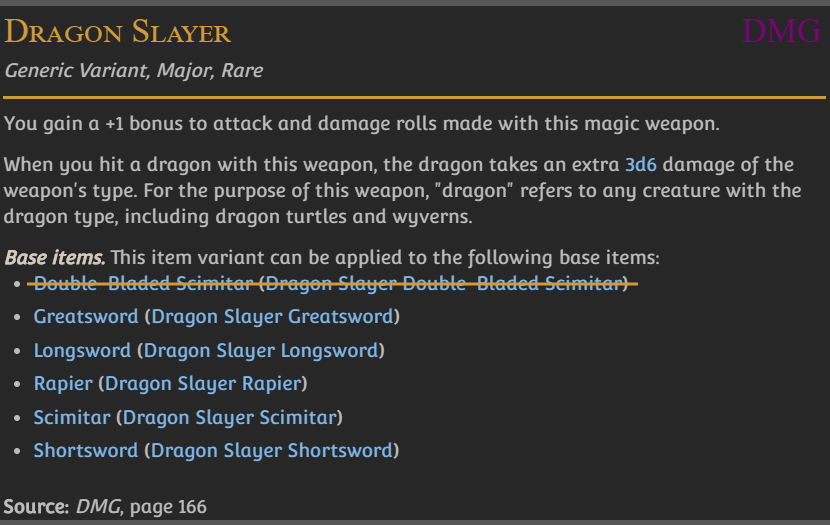 Dragon Slayer DMG
Generic Variant, Major, Rare
You gain a +1 bonus to attack and damage rolls made with this magic weapon.
When you hit a dragon with this weapon, the dragon takes an extra 3d6 damage of the
weapon's type. For the purpose of this weapon, "dragon" refers to any creature with the
dragon type, including dragon turtles and wyverns.
Base items. This item variant can be applied to the following base items:
• Double-Bladed Scimitar (Dragon Slayer Double-Bladed Scimitar)
• Greatsword (Dragon Slayer Greatsword)
• Longsword (Dragon Slayer Longsword)
• Rapier (Dragon Slayer Rapier)
• Scimitar (Dragon Slayer Scimitar)
• Shortsword (Dragon Slayer Shortsword)
Source: DMG, page 166